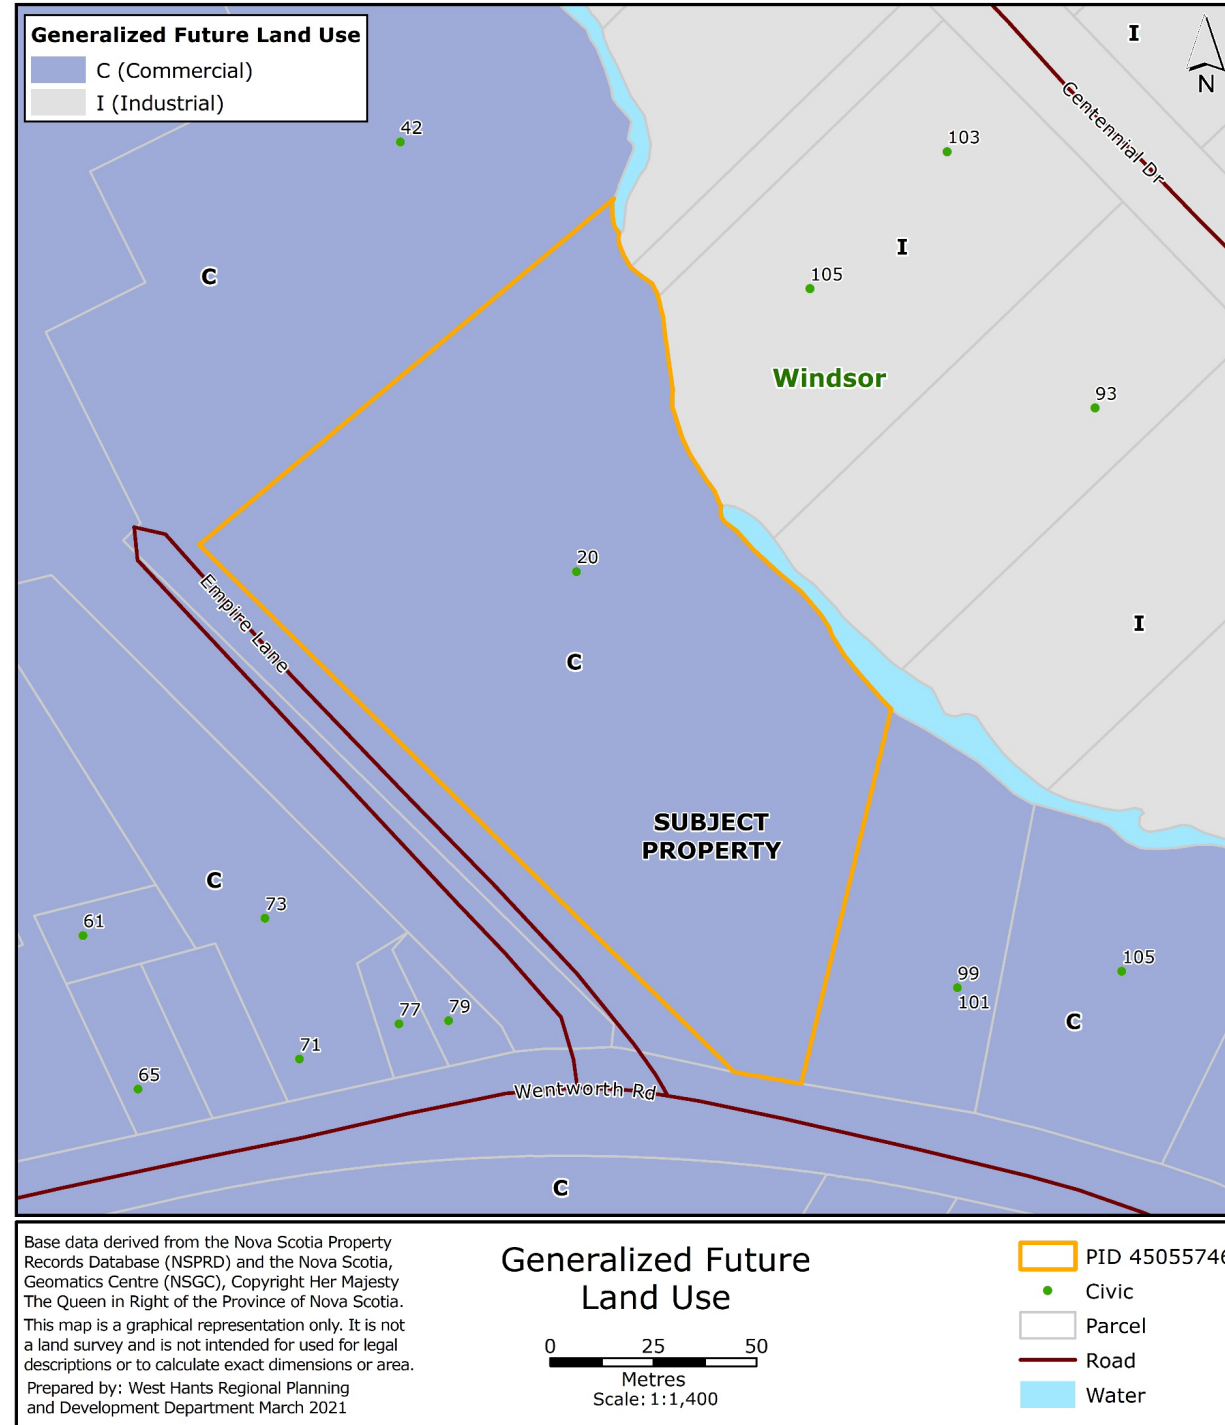 Generalized Future Land Use
C (Commercial)
I (Industrial)
I
N
Centennial Dr
42
103
I
C
105
Windsor
93
20
Empire Lane
I
C
SUBJECT
PROPERTY
C
73
61
105
99
101
77
79
C
71
65
Wentworth Rd
C
Base data derived from the Nova Scotia Property
Records Database (NSPRD) and the Nova Scotia,
Geomatics Centre (NSGC), Copyright Her Majesty
The Queen in Right of the Province of Nova Scotia.
This map is a graphical representation only. It is not
a land survey and is not intended for used for legal
descriptions or to calculate exact dimensions or area.
Prepared by: West Hants Regional Planning
and Development Department March 2021
Generalized Future
Land Use
0 25 50
Metres
Scale: 1:1,400
PID 45055746
Civic
Parcel
Road
Water